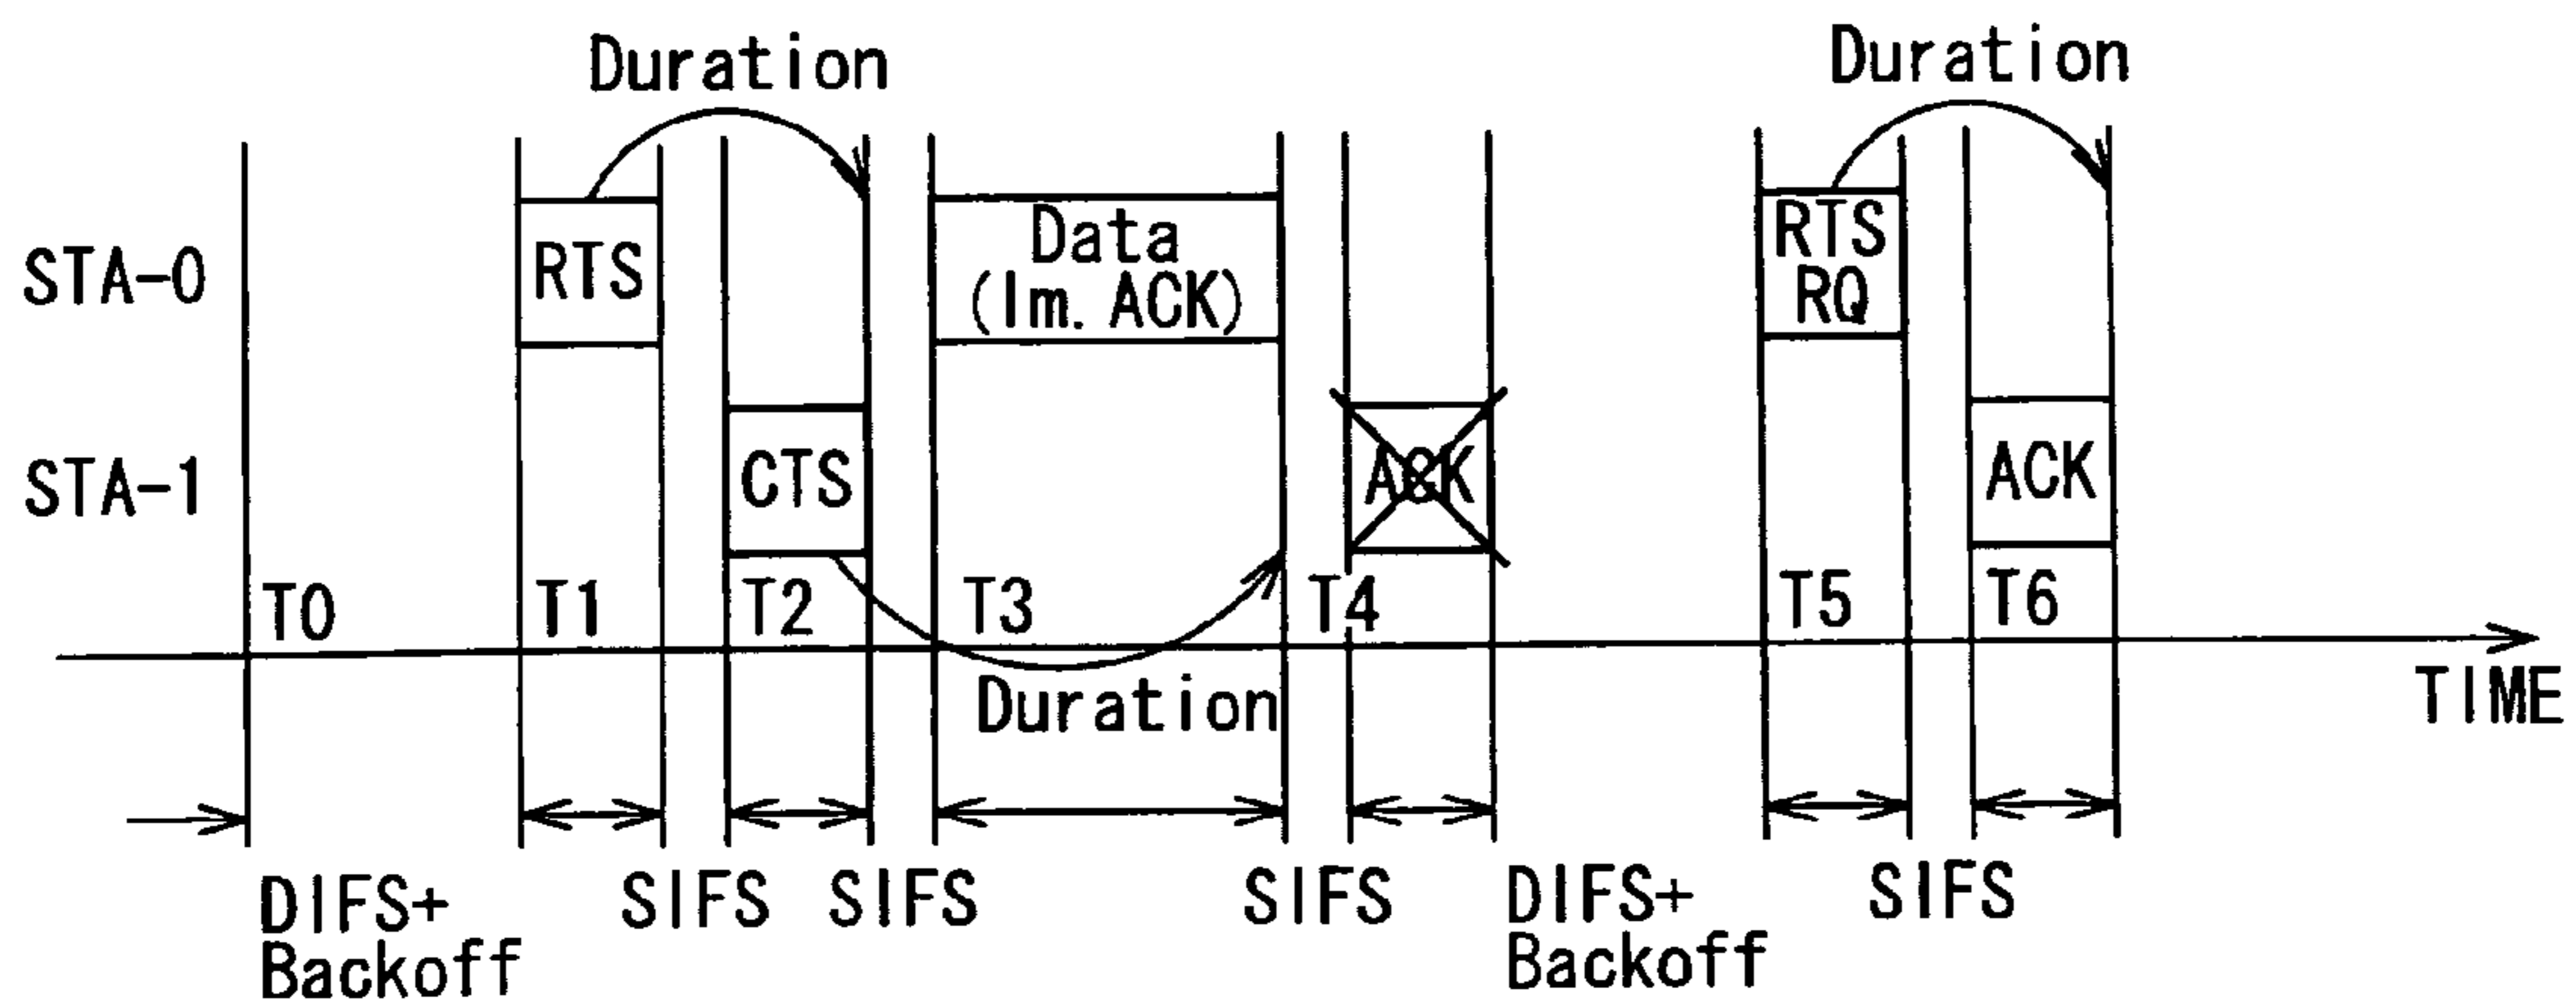 Duration
Duration
STA-0
RTS
Data
(Im. ACK)
RTS
RQ
STA-1
CTS
ACK
ACK
T0
T1
T2
T3
T4
T5
T6
Duration
TIME
DIFS+
Backoff
SIFS
SIFS
SIFS
DIFS+
Backoff
SIFS